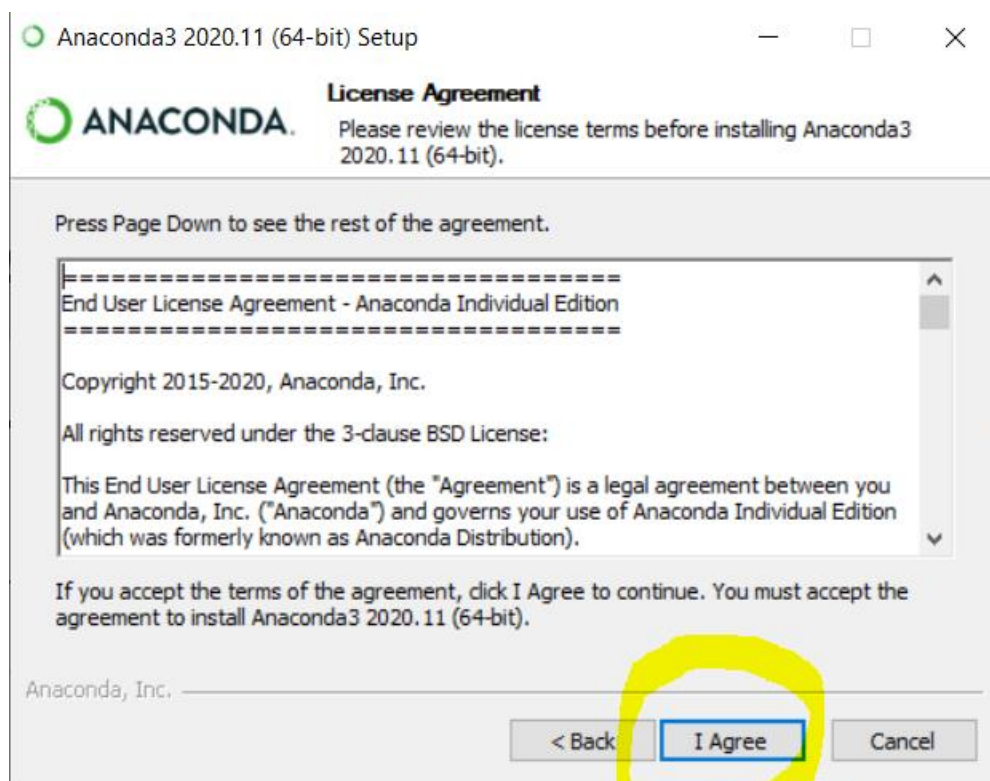 Anaconda3 2020.11 (64-bit) Setup
ANACONDA.
License Agreement
Please review the license terms before installing Anaconda3
2020.11 (64-bit).
Press Page Down to see the rest of the agreement.
====================================
End User License Agreement - Anaconda Individual Edition
====================================
Copyright 2015-2020, Anaconda, Inc.
All rights reserved under the 3-clause BSD License:
This End User License Agreement (the "Agreement") is a legal agreement between you
and Anaconda, Inc. ("Anaconda") and governs your use of Anaconda Individual Edition
(which was formerly known as Anaconda Distribution).
If you accept the terms of the agreement, click I Agree to continue. You must accept the
agreement to install Anaconda3 2020.11 (64-bit).
Anaconda, Inc.
< Back
I Agree
Cancel